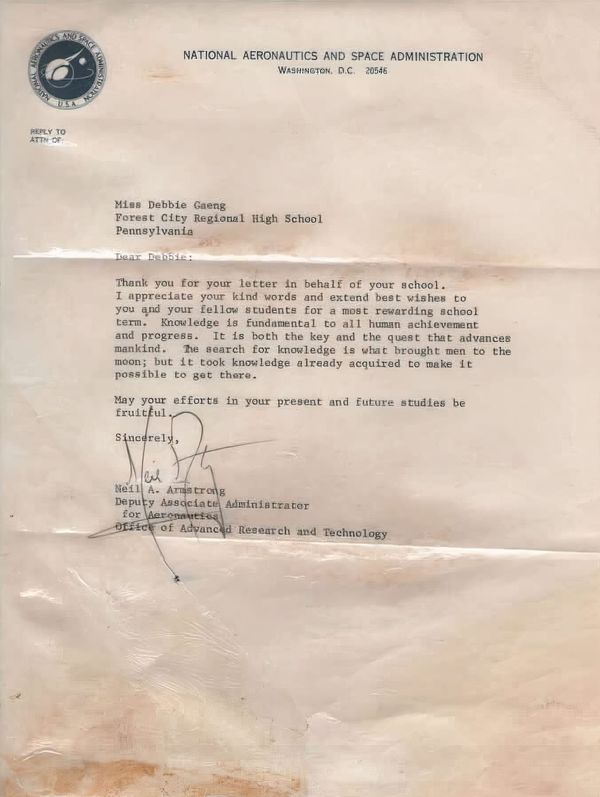 NATIONAL AERONAUTICS AND SPACE ADMINISTRATION
U.S.A.
NATIONAL AERONAUTICS AND SPACE ADMINISTRATION
WASHINGTON, D.C. 20546
REPLY TO
ATTN OF:
Miss Debbie Gaeng
Forest City Regional High School
Pennsylvania
Dear Debbie:
Thank you for your letter in behalf of your school.
I appreciate your kind words and extend best wishes to
you and your fellow students for a most rewarding school
term. Knowledge is fundamental to all human achievement
and progress. It is both the key and the quest that advances
mankind. The search for knowledge is what brought men to the
moon; but it took knowledge already acquired to make it
possible to get there.
May your efforts in your present and future studies be
fruitful.
Sincerely,
Neil
Neil A. Armstrong
Deputy Associate Administrator
for Aeronautics
Office of Advanced Research and Technology